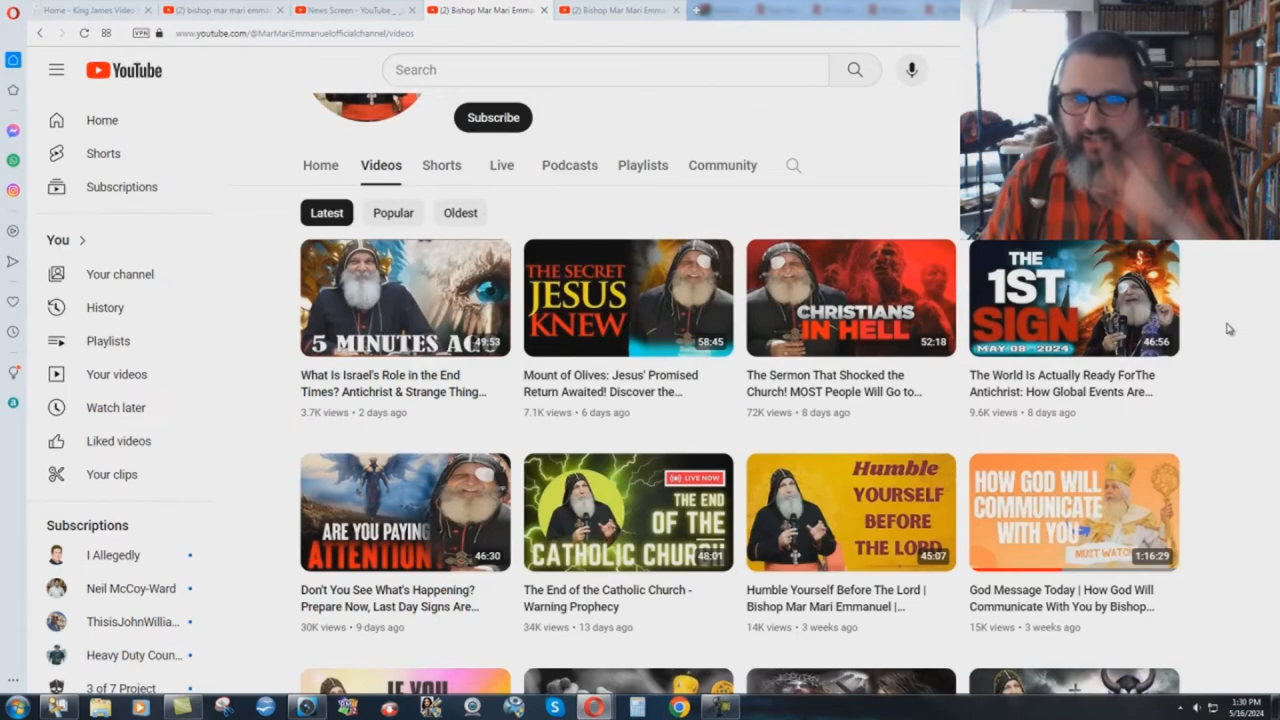 Home - King James Video
(2) bishop mar mari emma
News Screen - YouTube
(2) Bishop Mar Mari Emma
(2) Bishop Mar Mari Emma
VPN
www.youtube.com/@MarMariEmmanuelofficialchannel/videos
YouTube
Search
Subscribe
Home
Shorts
Subscriptions
You
Your channel
History
Playlists
Your videos
Watch later
Liked videos
Your clips
Subscriptions
I Allegedly
Neil McCoy-Ward
ThisisJohnWillia...
Heavy Duty Coun...
3 of 7 Project
Home Videos Shorts Live Podcasts Playlists Community
Latest Popular Oldest
5 MINUTES AG
49:53
What Is Israel's Role in the End
Times? Antichrist & Strange Thing...
3.7K views • 2 days ago
THE SECRET
JESUS
KNEW
58:45
Mount of Olives: Jesus' Promised
Return Awaited! Discover the...
7.1K views • 6 days ago
CHRISTIANS
IN HELL
52:18
The Sermon That Shocked the
Church! MOST People Will Go to...
72K views • 8 days ago
THE
1ST
SIGN
MAY 08 2024
46:56
The World Is Actually Ready ForThe
Antichrist: How Global Events Are...
9.6K views • 8 days ago
ARE YOU PAYING
ATTENTION
46:30
Don't You See What's Happening?
Prepare Now, Last Day Signs Are...
30K views • 9 days ago
LIVE NOW
THE END
OF THE
CATHOLIC CHUR
48:01
The End of the Catholic Church -
Warning Prophecy
34K views • 13 days ago
Humble
YOURSELF
BEFORE
THE LORD
45:07
Humble Yourself Before The Lord |
Bishop Mar Mari Emmanuel |...
14K views • 3 weeks ago
HOW GOD WILL
COMMUNICATE
WITH YOU
MUST WATC
1:16:29
God Message Today | How God Will
Communicate With You by Bishop...
15K views • 3 weeks ago
IF YOU
1:30 PM
5/16/2024